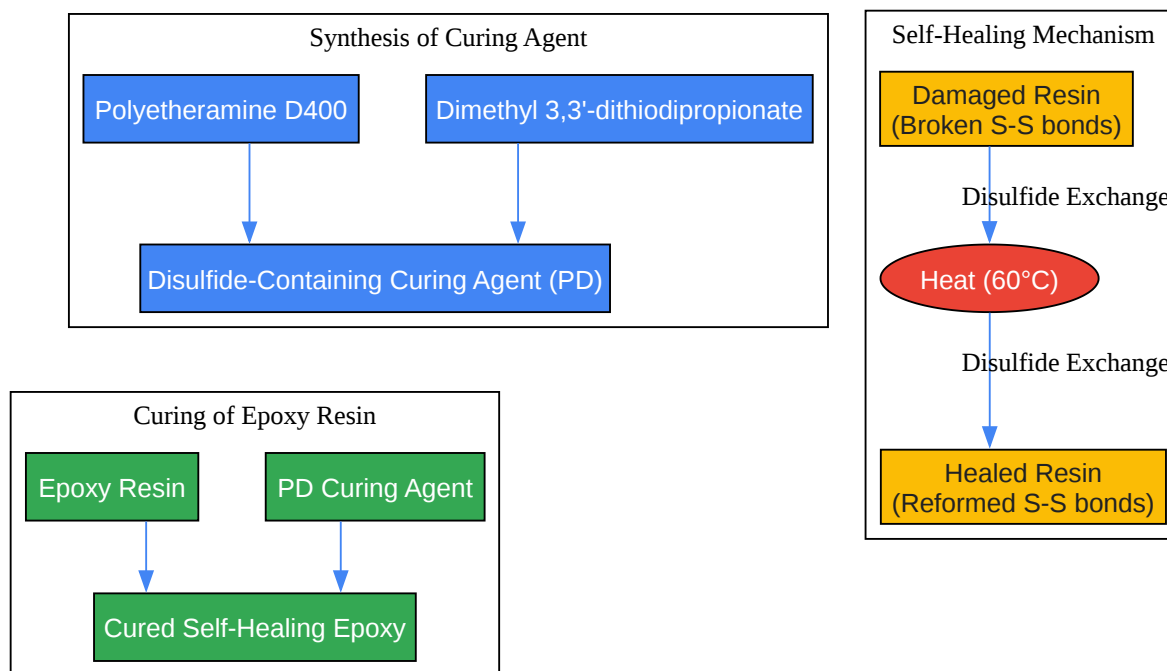 Synthesis of Curing Agent
Polyetheramine D400
Dimethyl 3,3'-dithiodipropionate
Disulfide-Containing Curing Agent (PD)
Self-Healing Mechanism
Damaged Resin
(Broken S-S bonds)
Disulfide Exchange
Heat (60°C)
Disulfide Exchange
Healed Resin
(Reformed S-S bonds)
Curing of Epoxy Resin
Epoxy Resin
PD Curing Agent
Cured Self-Healing Epoxy